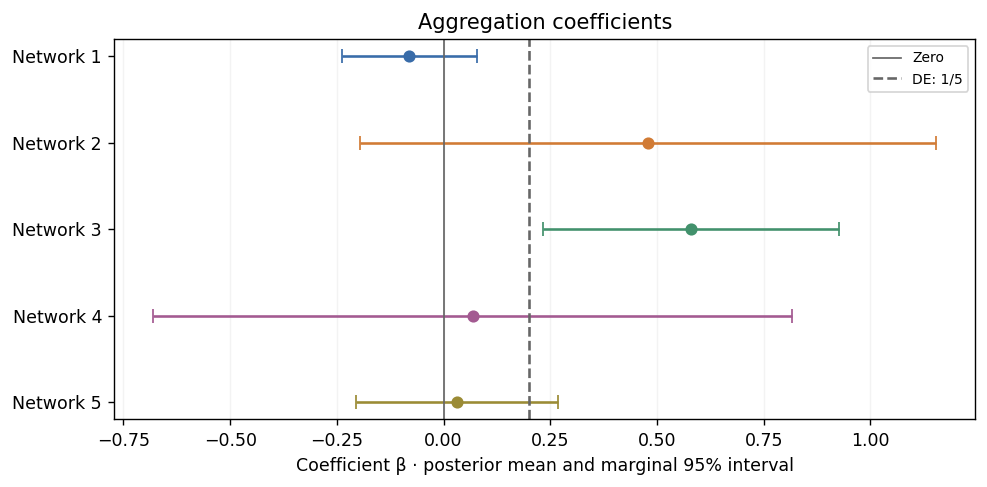 Aggregation coefficients
Zero
DE: 1/5
Network 1
Network 2
Network 3
Network 4
Network 5
−0.75 −0.50 −0.25 0.00 0.25 0.50 0.75 1.00
Coefficient β · posterior mean and marginal 95% interval